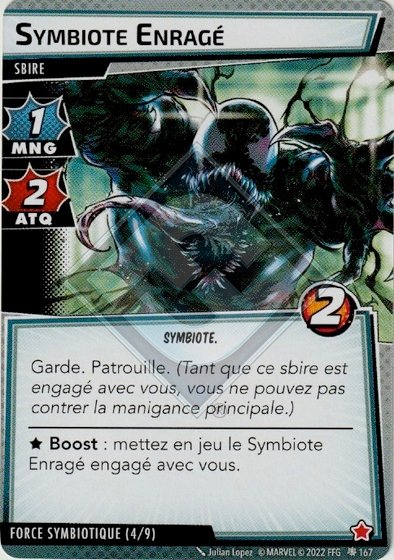 Symbiote Enragé
SBIRE
1
MNG
2
ATQ
2
SYMBIOTE.
Garde. Patrouille. (Tant que ce sbire est
engagé avec vous, vous ne pouvez pas
contrer la manigance principale.)
★ Boost : mettez en jeu le Symbiote
Enragé engagé avec vous.
FORCE SYMBIOTIQUE (4/9)
Julian Lopez © MARVEL © 2022 FFG 167